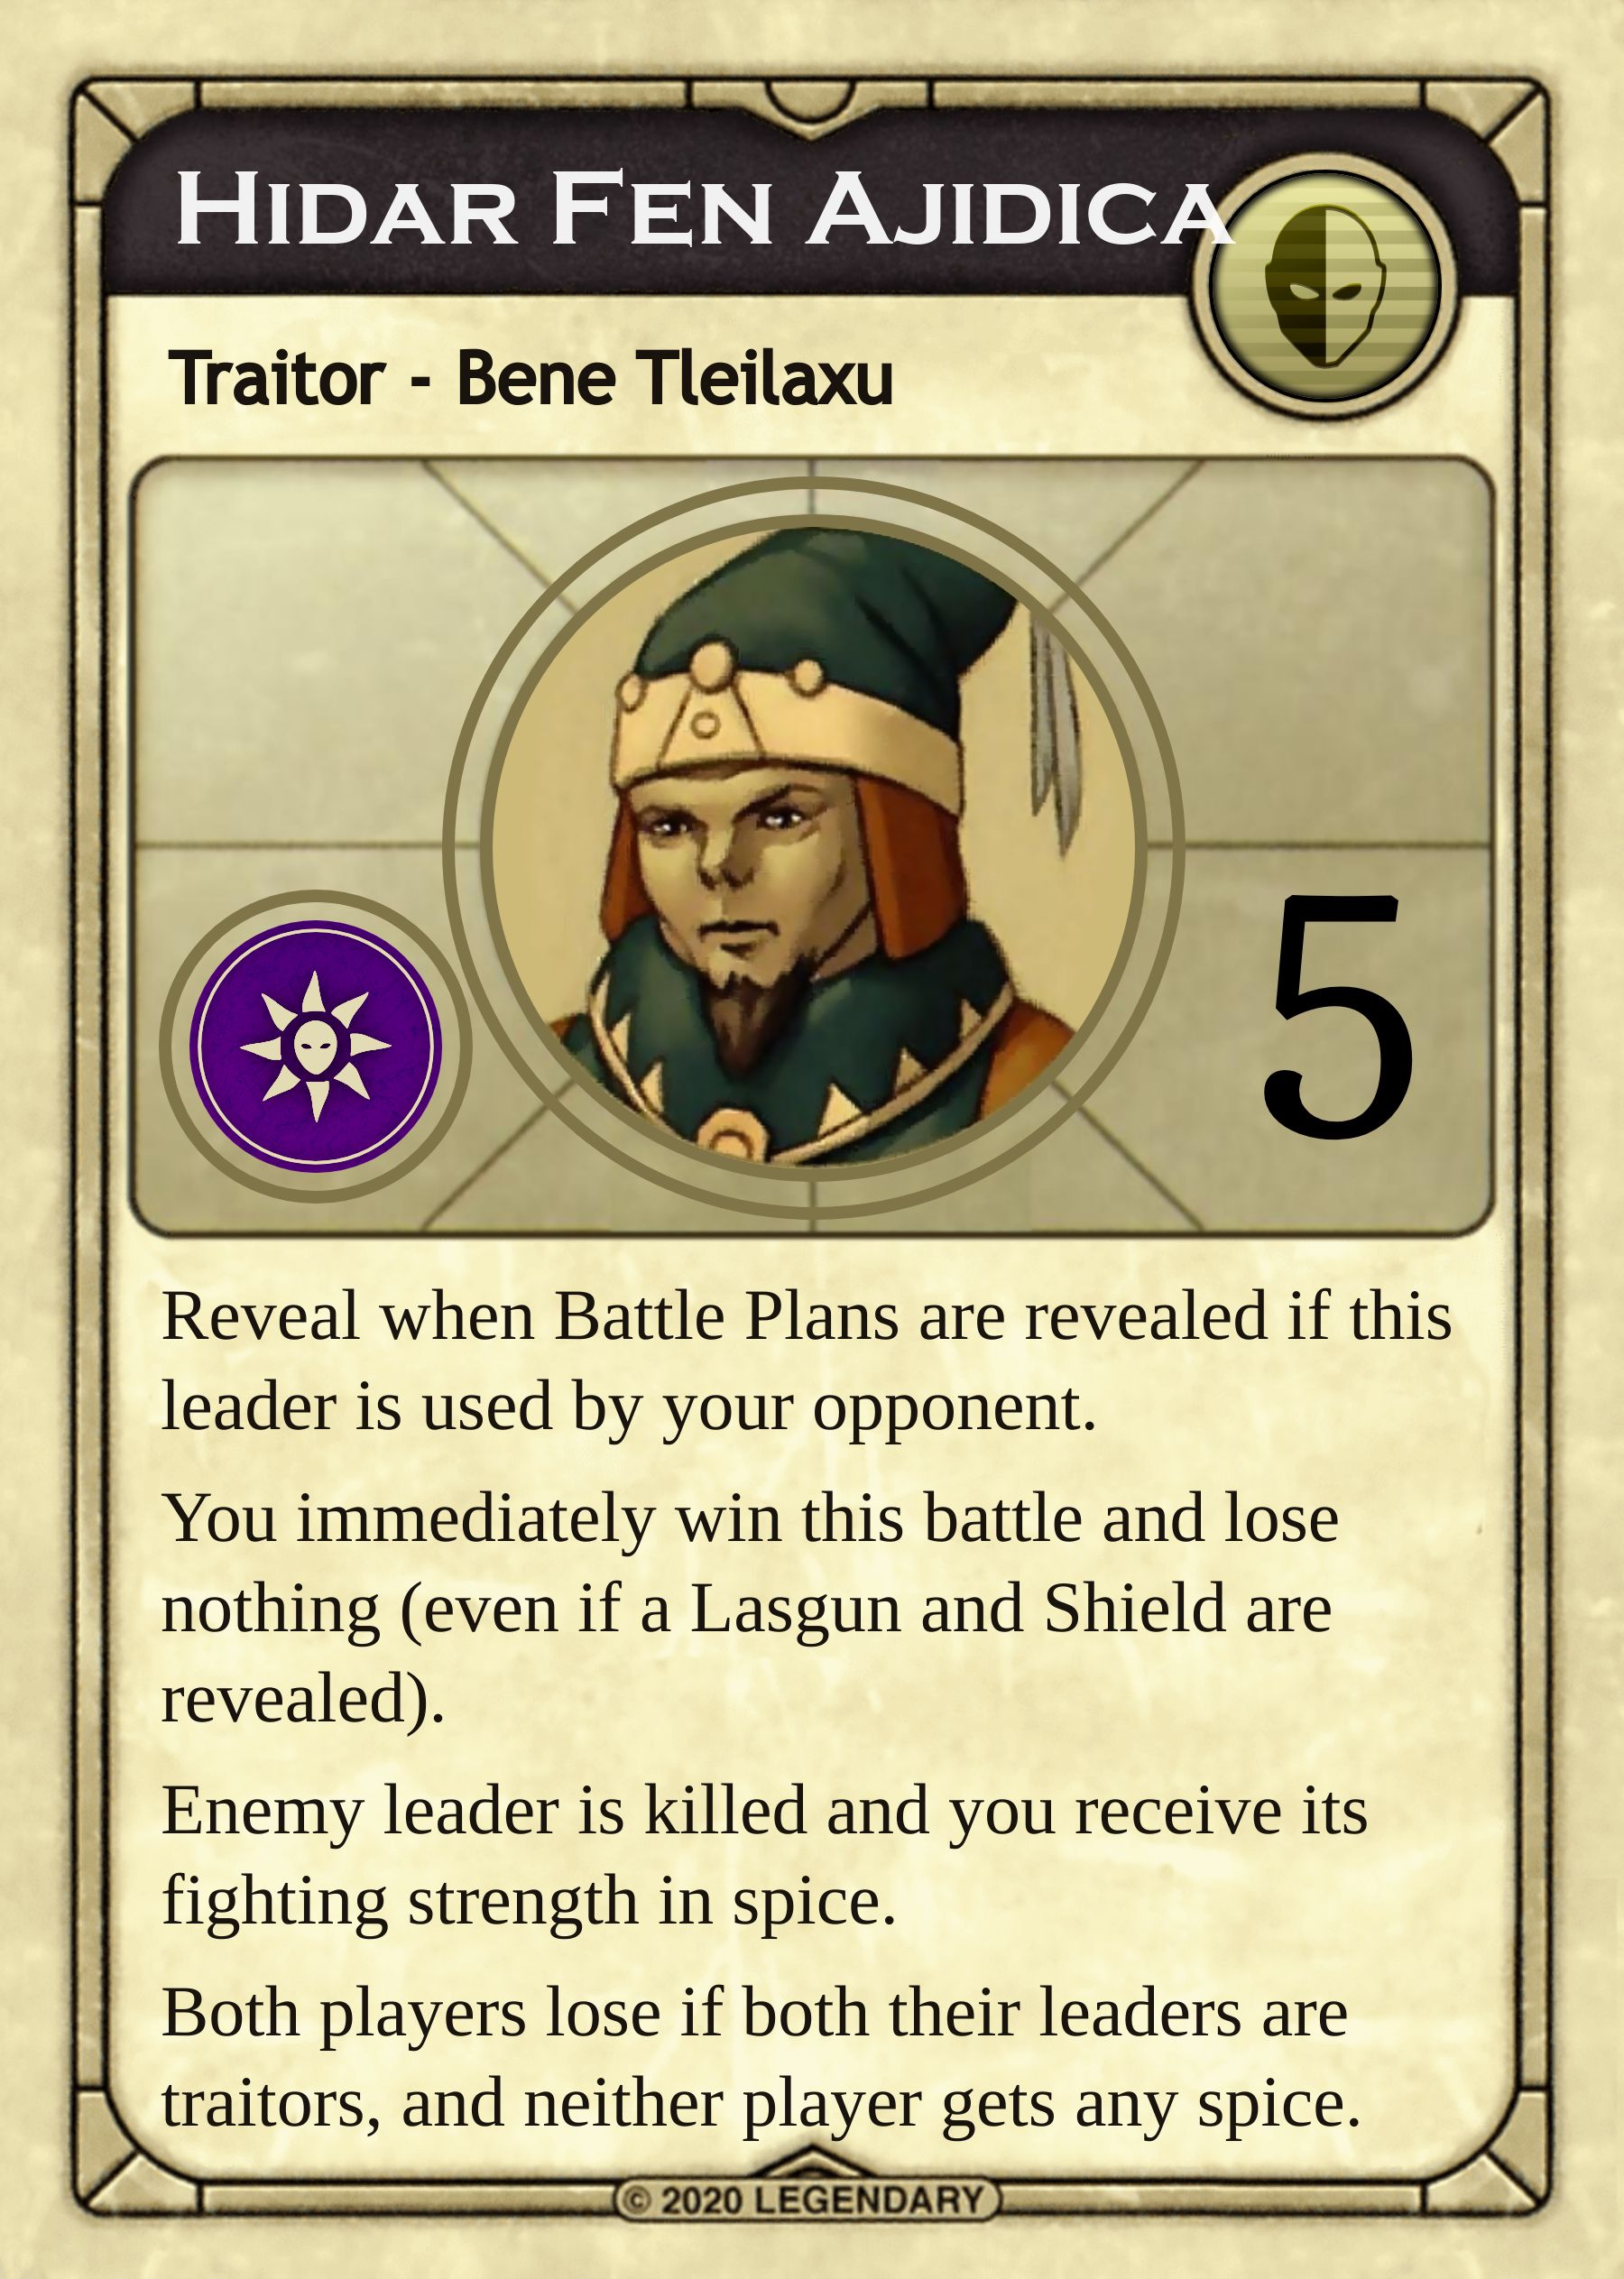 Hidar Fen Ajidica
Traitor - Bene Tleilaxu
5
Reveal when Battle Plans are revealed if this
leader is used by your opponent.
You immediately win this battle and lose
nothing (even if a Lasgun and Shield are
revealed).
Enemy leader is killed and you receive its
fighting strength in spice.
Both players lose if both their leaders are
traitors, and neither player gets any spice.
© 2020 LEGENDARY